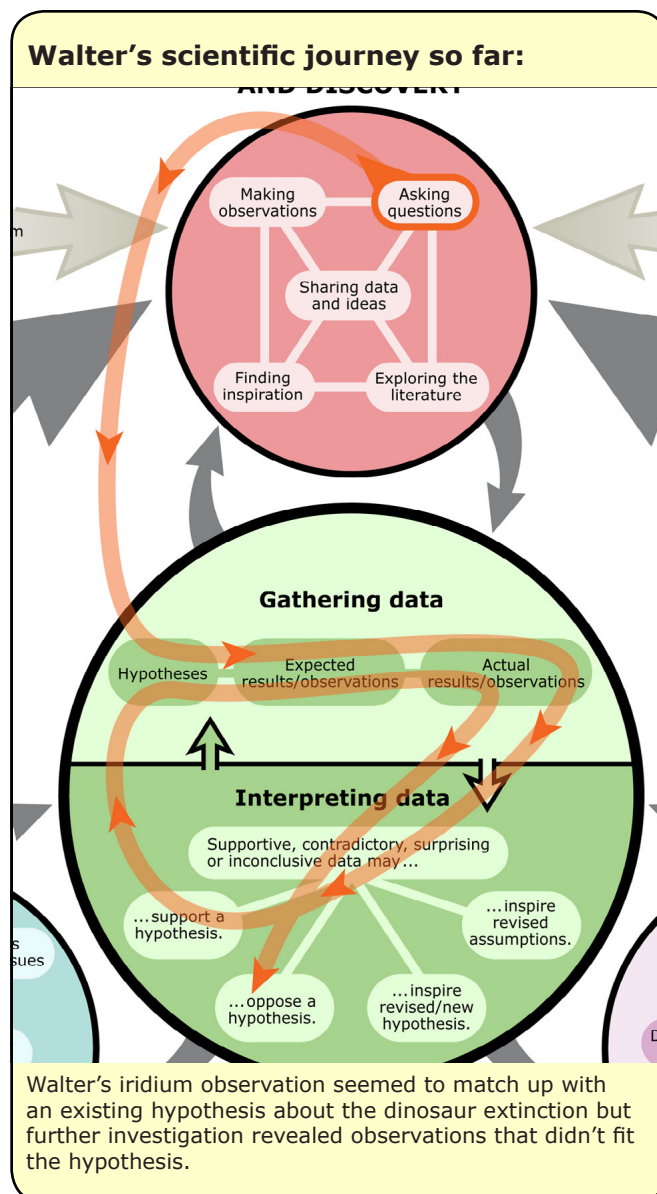 Walter’s scientific journey so far:
AND DISCOVERY
Making
observations
Asking
questions
m
Sharing data
and ideas
Finding
inspiration
Exploring the
literature
Gathering data
Hypotheses
Expected
results/observations
Actual
results/observations
Interpreting data
Supportive, contradictory, surprising
or inconclusive data may…
...support a
hypothesis.
...inspire
revised
assumptions.
s
sues
...oppose a
hypothesis.
...inspire
revised/new
hypothesis.
D
Walter’s iridium observation seemed to match up with
an existing hypothesis about the dinosaur extinction but
further investigation revealed observations that didn’t fit
the hypothesis.